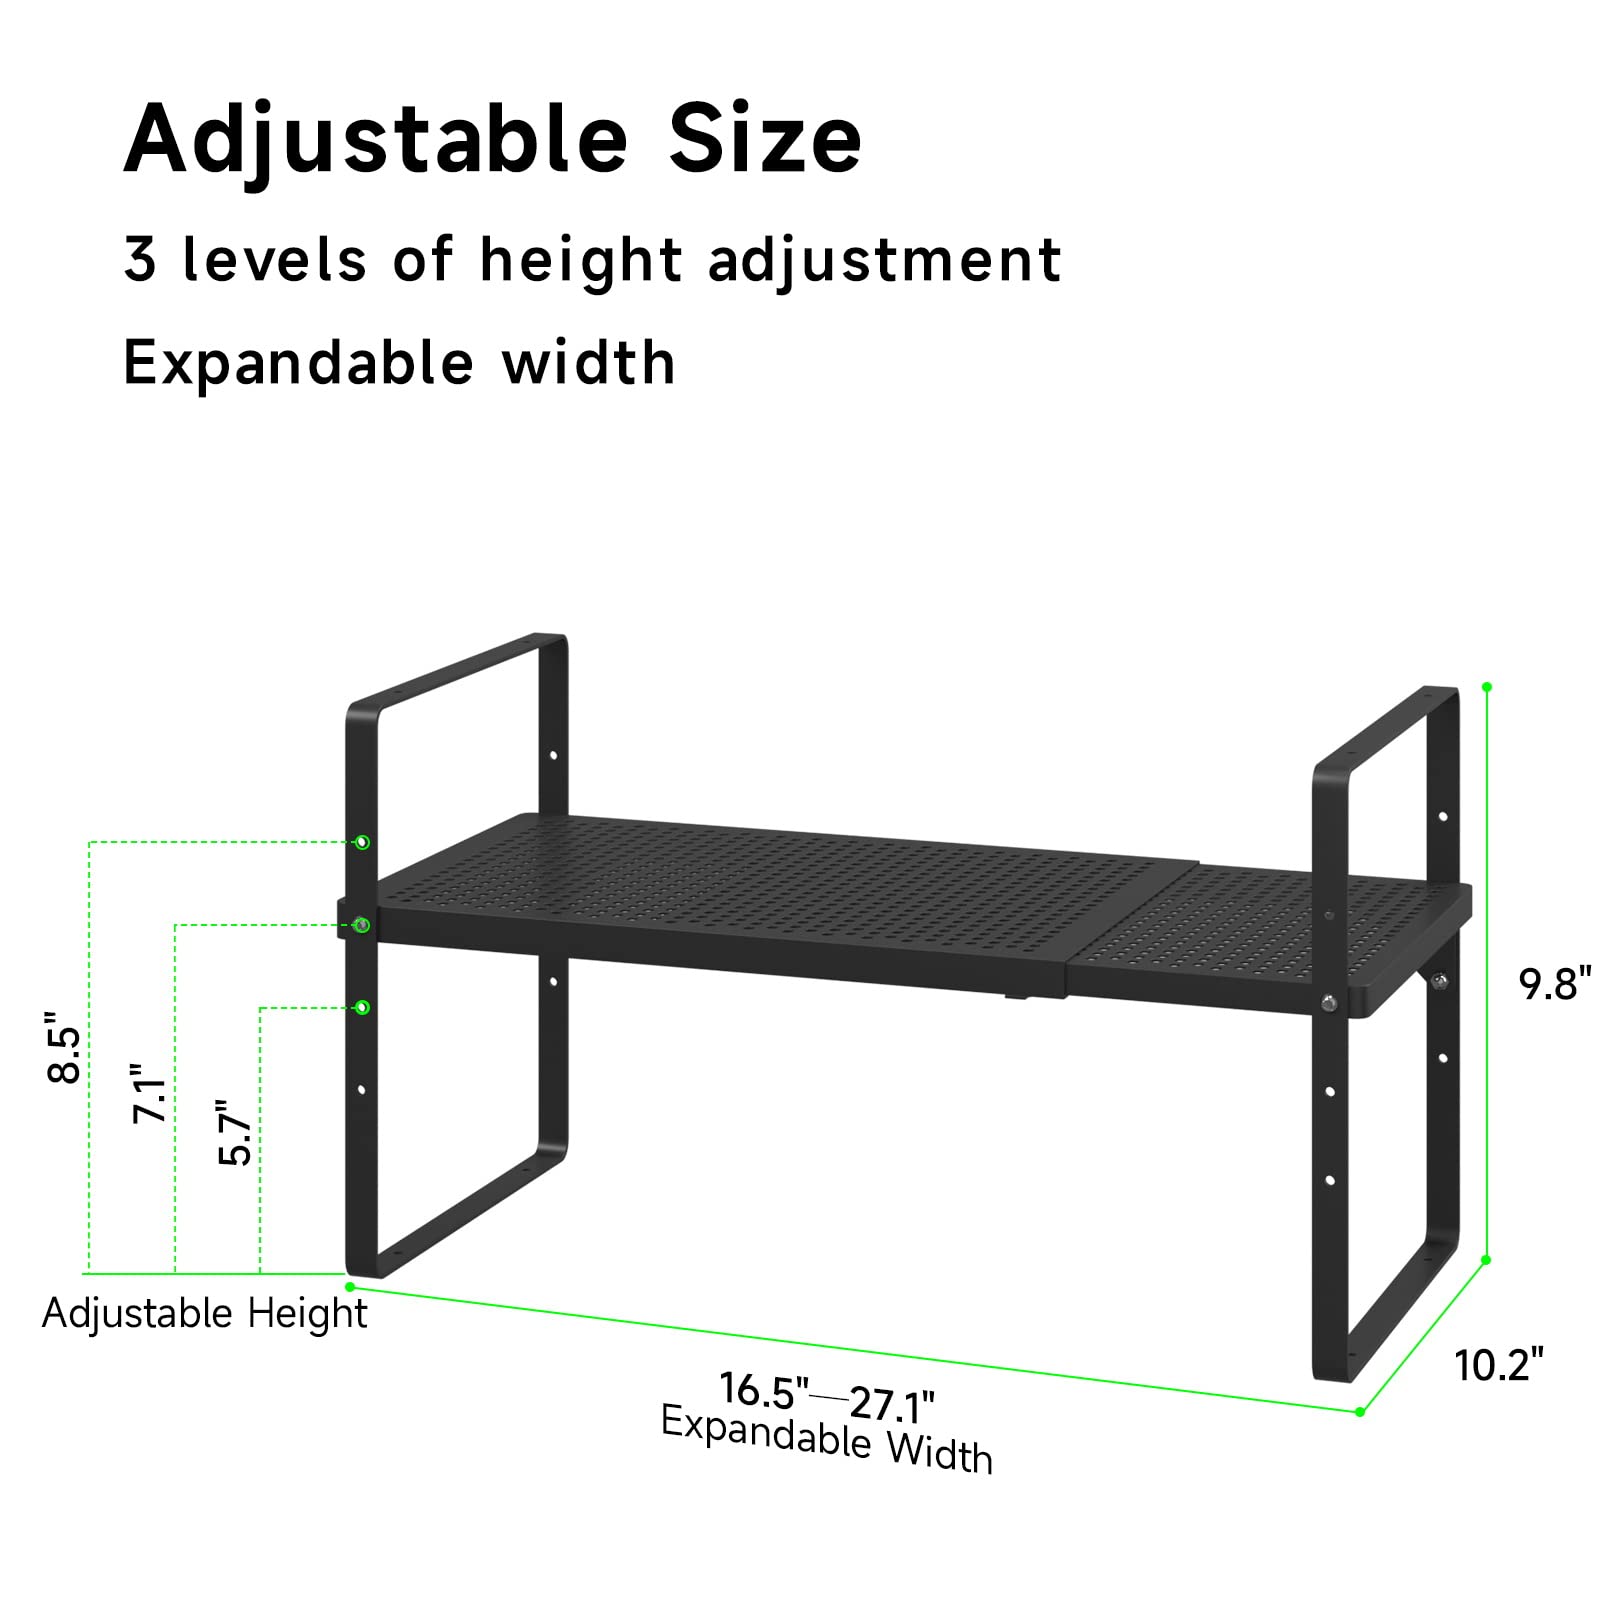 Adjustable Size
3 levels of height adjustment
Expandable width
8.5"
7.1"
5.7"
Adjustable Height
9.8"
10.2"
16.5"—27.1"
Expandable Width